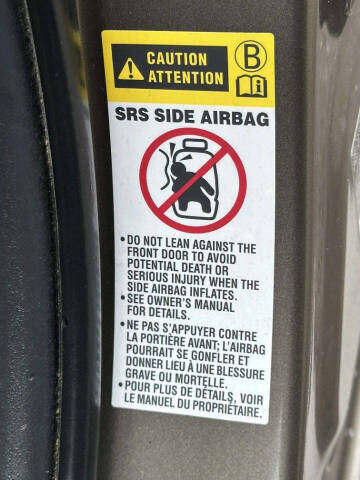 CAUTION
ATTENTION
B
SRS SIDE AIRBAG
• DO NOT LEAN AGAINST THE
FRONT DOOR TO AVOID
POTENTIAL DEATH OR
SERIOUS INJURY WHEN THE
SIDE AIRBAG INFLATES.
• SEE OWNER'S MANUAL
FOR DETAILS.
• NE PAS S'APPUYER CONTRE
LA PORTIÈRE AVANT; L'AIRBAG
POURRAIT SE GONFLER ET
DONNER LIEU À UNE BLESSURE
GRAVE OU MORTELLE.
• POUR PLUS DE DÉTAILS, VOIR
LE MANUEL DU PROPRIÉTAIRE.